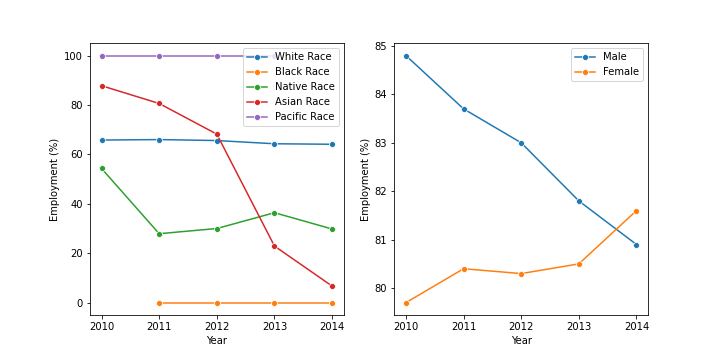 100
80
60
40
20
0
Employment (%)
2010 2011 2012 2013 2014
Year
White Race
Black Race
Native Race
Asian Race
Pacific Race
85
84
83
82
81
80
Employment (%)
2010 2011 2012 2013 2014
Year
Male
Female